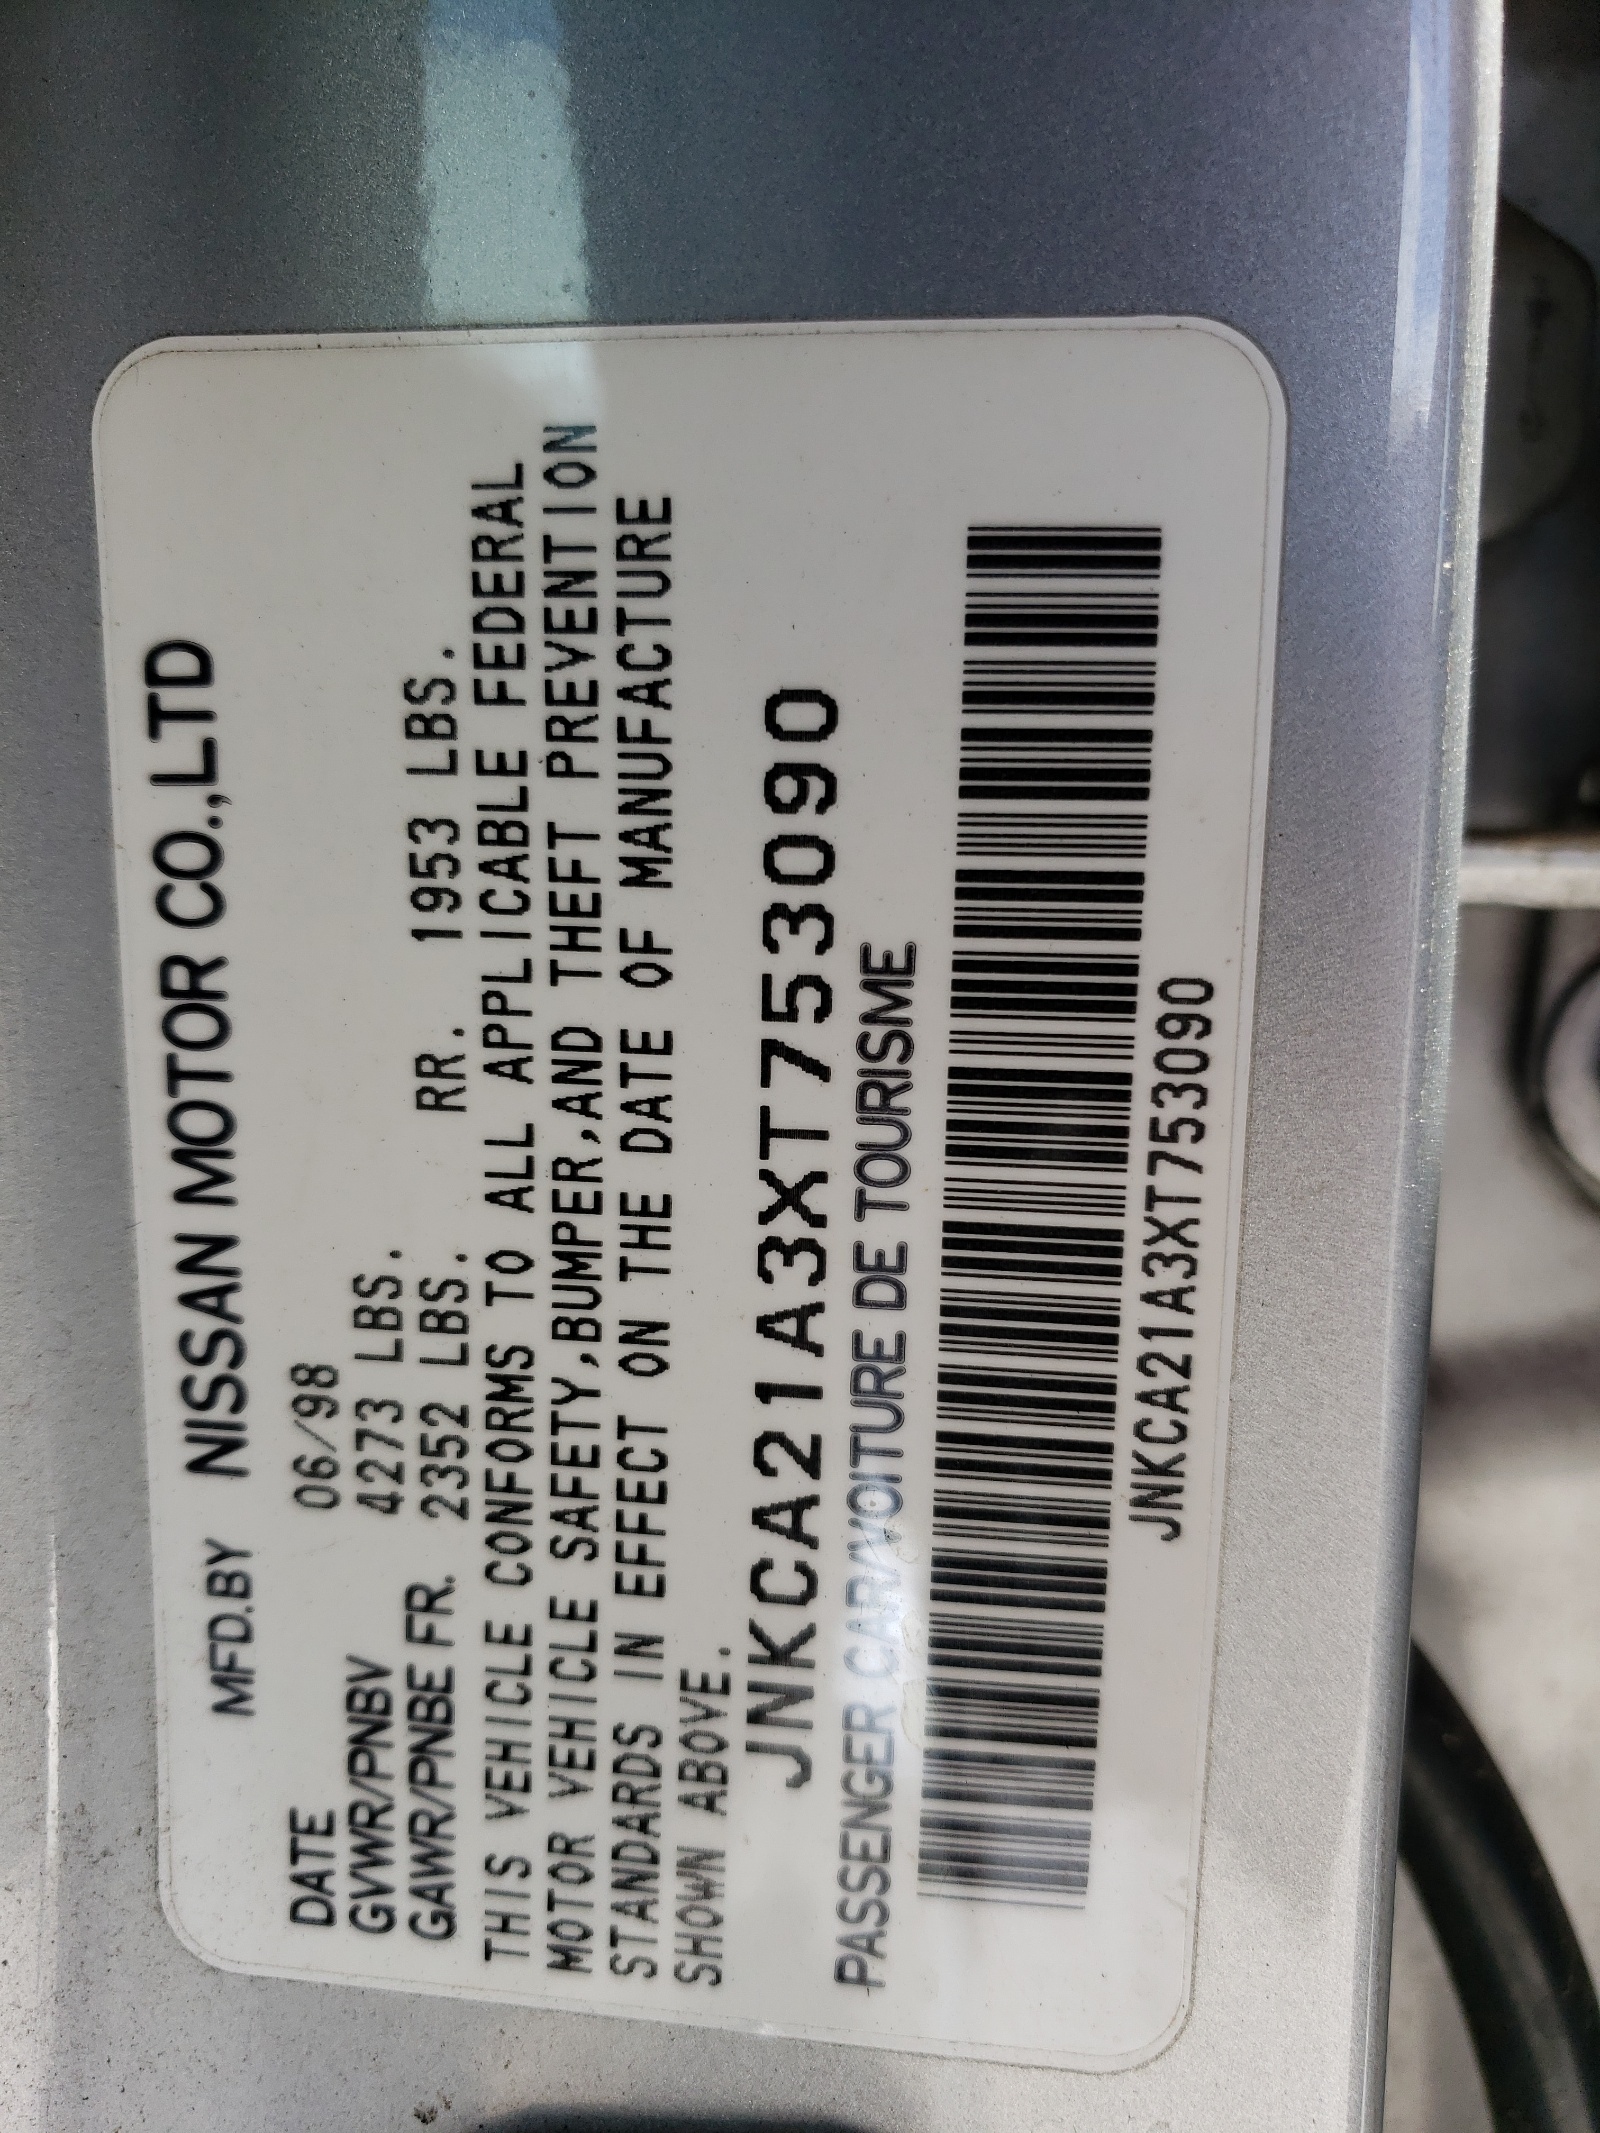 MFD.BY NISSAN MOTOR CO.,LTD
DATE 06/98
GVWR/PNBV 4273 LBS.
GAWR/PNBE FR. 2352 LBS. RR. 1953 LBS.
THIS VEHICLE CONFORMS TO ALL APPLICABLE FEDERAL
MOTOR VEHICLE SAFETY,BUMPER,AND THEFT PREVENTION
STANDARDS IN EFFECT ON THE DATE OF MANUFACTURE
SHOWN ABOVE.
JNKCA21A3XT753090
PASSENGER CAR/VOITURE DE TOURISME
JNKCA21A3XT753090